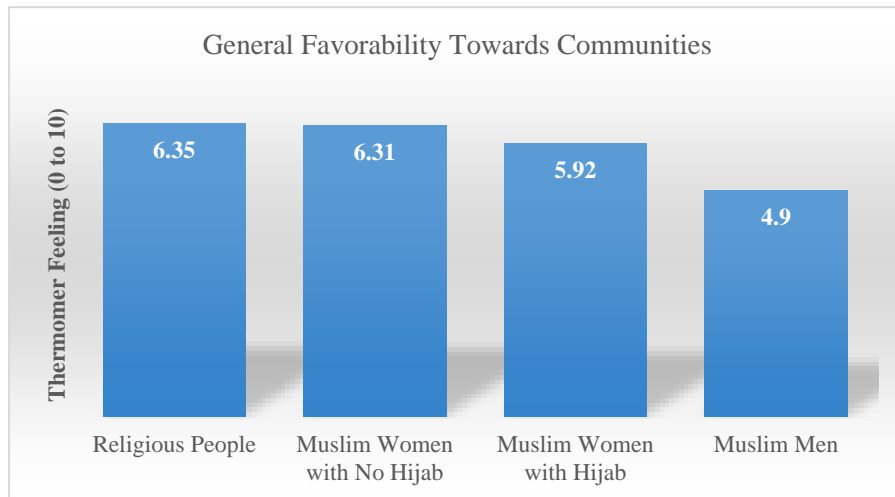 General Favorability Towards Communities
Thermomer Feeling (0 to 10)
6.35
6.31
5.92
4.9
Religious People
Muslim Women
with No Hijab
Muslim Women
with Hijab
Muslim Men